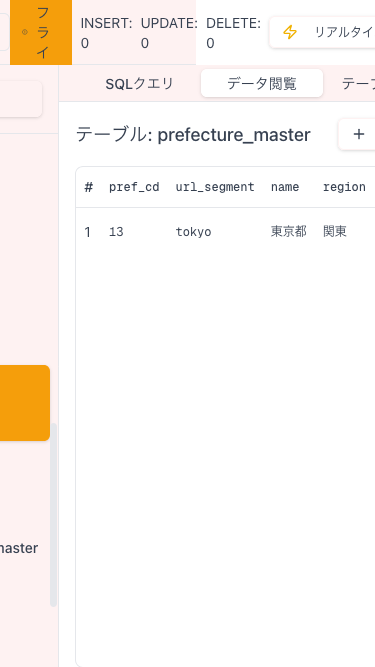 フ
ライ
INSERT: UPDATE: DELETE:
0 0 0
リアルタイ
SQLクエリ データ閲覧 テー
テーブル: prefecture_master +
# pref_cd url_segment name region
1 13 tokyo 東京都 関東
master